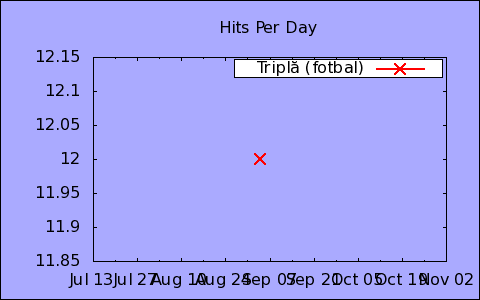 Hits Per Day
Triplă (fotbal)
12.15
12.1
12.05
12
11.95
11.9
11.85
Jul 13 Jul 27 Aug 10 Aug 24 Sep 07 Sep 21 Oct 05 Oct 19 Nov 02